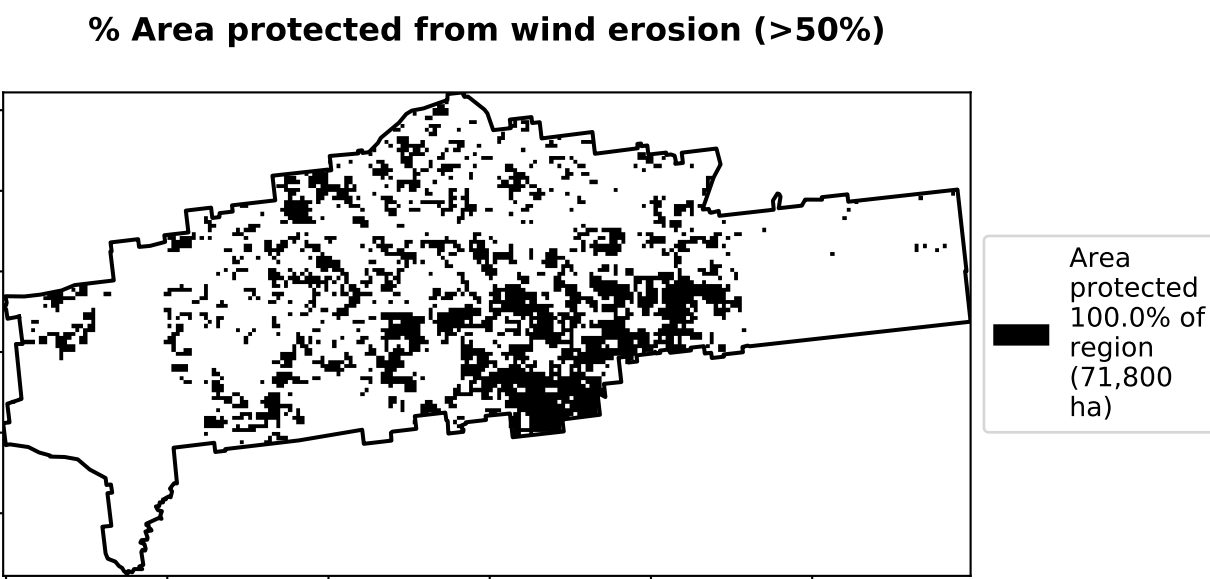 % Area protected from wind erosion (>50%)
Area
protected
100.0% of
region
(71,800
ha)